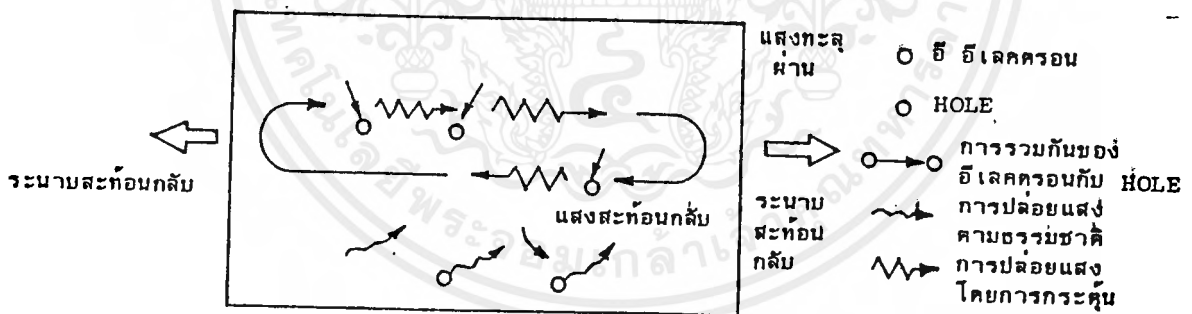 ระนาบสะท้อนกลับ
แสงสะท้อนกลับ
แสงทะลุ
ผ่าน
ระนาบ
สะท้อน
กลับ
อี อีเลคตรอน
HOLE
การรวมกันของ
อีเลคตรอนกับ HOLE
การปล่อยแสง
ตามธรรมชาติ
การปล่อยแสง
โดยการกระตุ้น